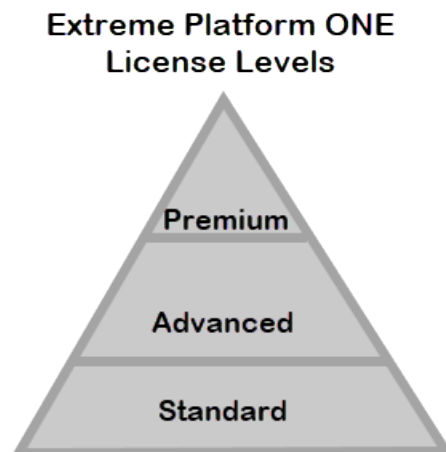 Extreme Platform ONE
License Levels
Premium
Advanced
Standard